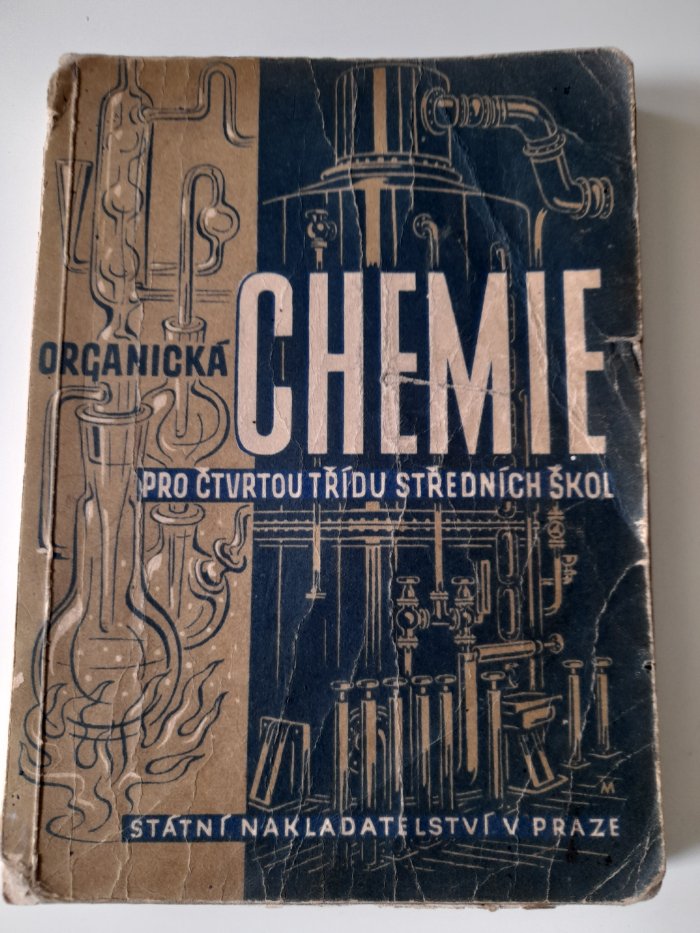 ORGANICKÁ
CHEMIE
PRO ČTVRTOU TŘÍDU STŘEDNÍCH ŠKOL
STÁTNÍ NAKLADATELSTVÍ V PRAZE